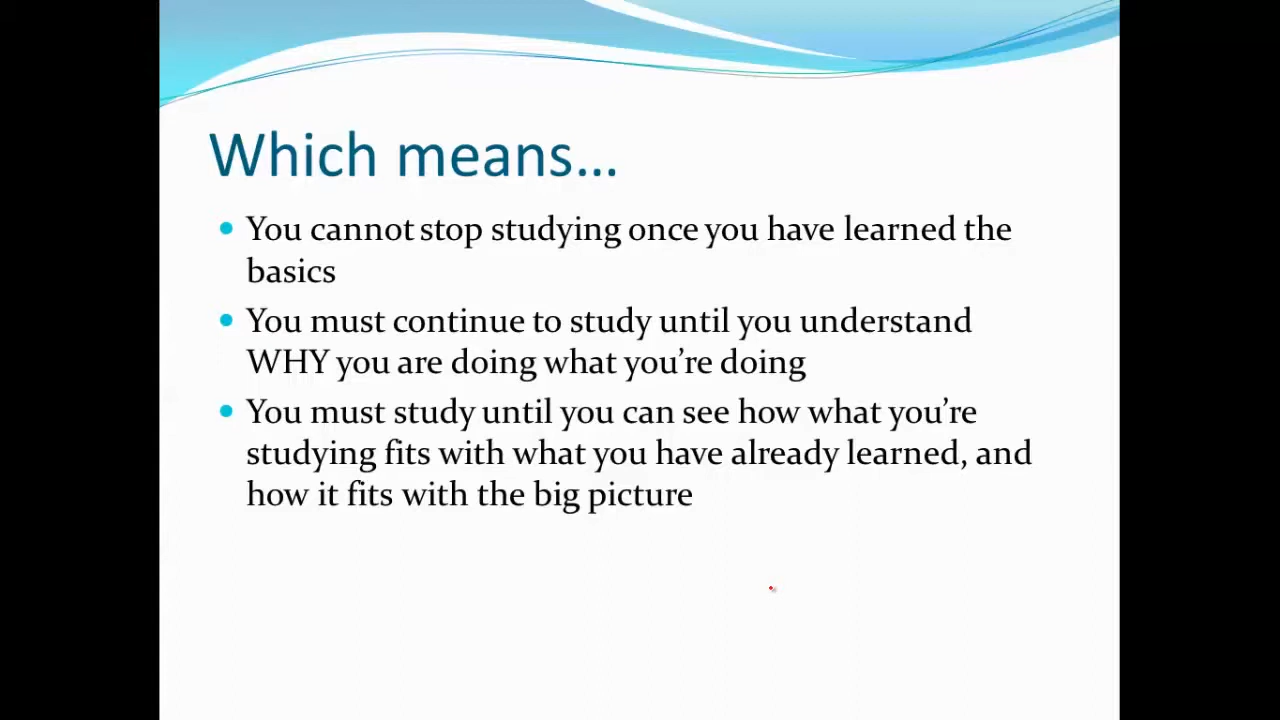 Which means…
• You cannot stop studying once you have learned the
basics
• You must continue to study until you understand
WHY you are doing what you’re doing
• You must study until you can see how what you’re
studying fits with what you have already learned, and
how it fits with the big picture